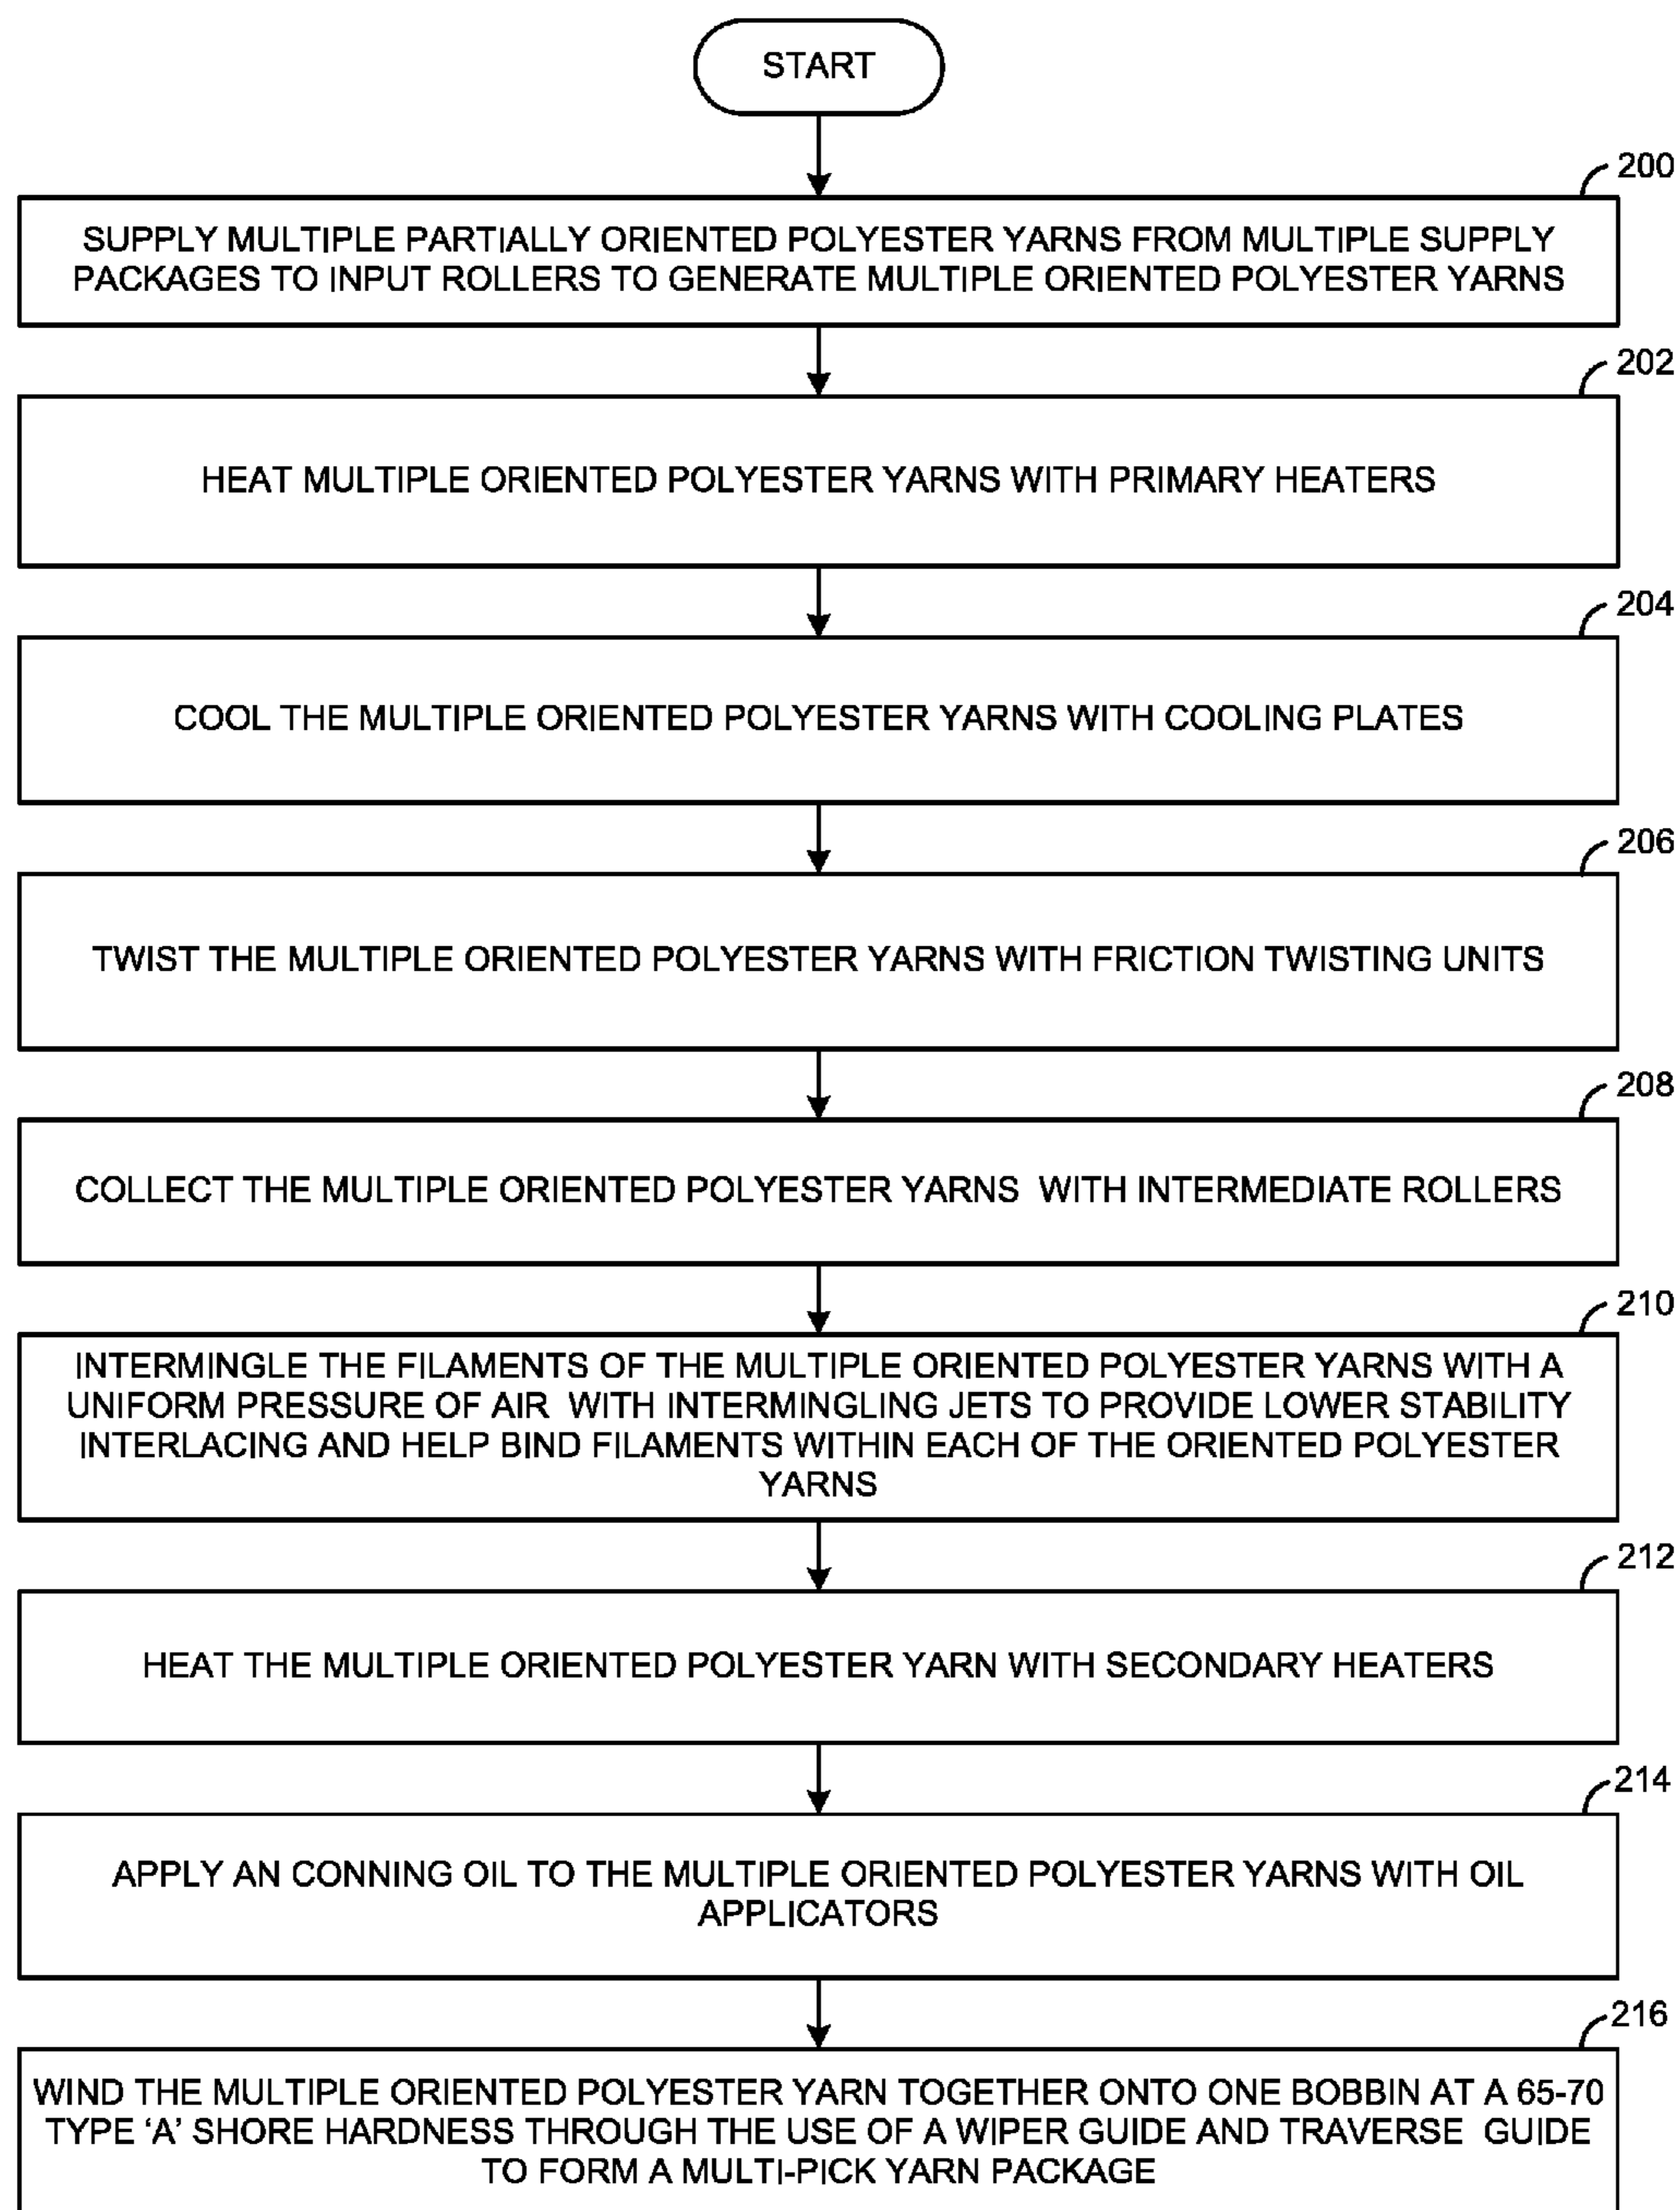 START
200
SUPPLY MULTIPLE PARTIALLY ORIENTED POLYESTER YARNS FROM MULTIPLE SUPPLY
PACKAGES TO INPUT ROLLERS TO GENERATE MULTIPLE ORIENTED POLYESTER YARNS
202
HEAT MULTIPLE ORIENTED POLYESTER YARNS WITH PRIMARY HEATERS
204
COOL THE MULTIPLE ORIENTED POLYESTER YARNS WITH COOLING PLATES
206
TWIST THE MULTIPLE ORIENTED POLYESTER YARNS WITH FRICTION TWISTING UNITS
208
COLLECT THE MULTIPLE ORIENTED POLYESTER YARNS WITH INTERMEDIATE ROLLERS
210
INTERMINGLE THE FILAMENTS OF THE MULTIPLE ORIENTED POLYESTER YARNS WITH A
UNIFORM PRESSURE OF AIR WITH INTERMINGLING JETS TO PROVIDE LOWER STABILITY
INTERLACING AND HELP BIND FILAMENTS WITHIN EACH OF THE ORIENTED POLYESTER
YARNS
212
HEAT THE MULTIPLE ORIENTED POLYESTER YARN WITH SECONDARY HEATERS
214
APPLY AN CONNING OIL TO THE MULTIPLE ORIENTED POLYESTER YARNS WITH OIL
APPLICATORS
216
WIND THE MULTIPLE ORIENTED POLYESTER YARN TOGETHER ONTO ONE BOBBIN AT A 65-70
TYPE ‘A’ SHORE HARDNESS THROUGH THE USE OF A WIPER GUIDE AND TRAVERSE GUIDE
TO FORM A MULTI-PICK YARN PACKAGE